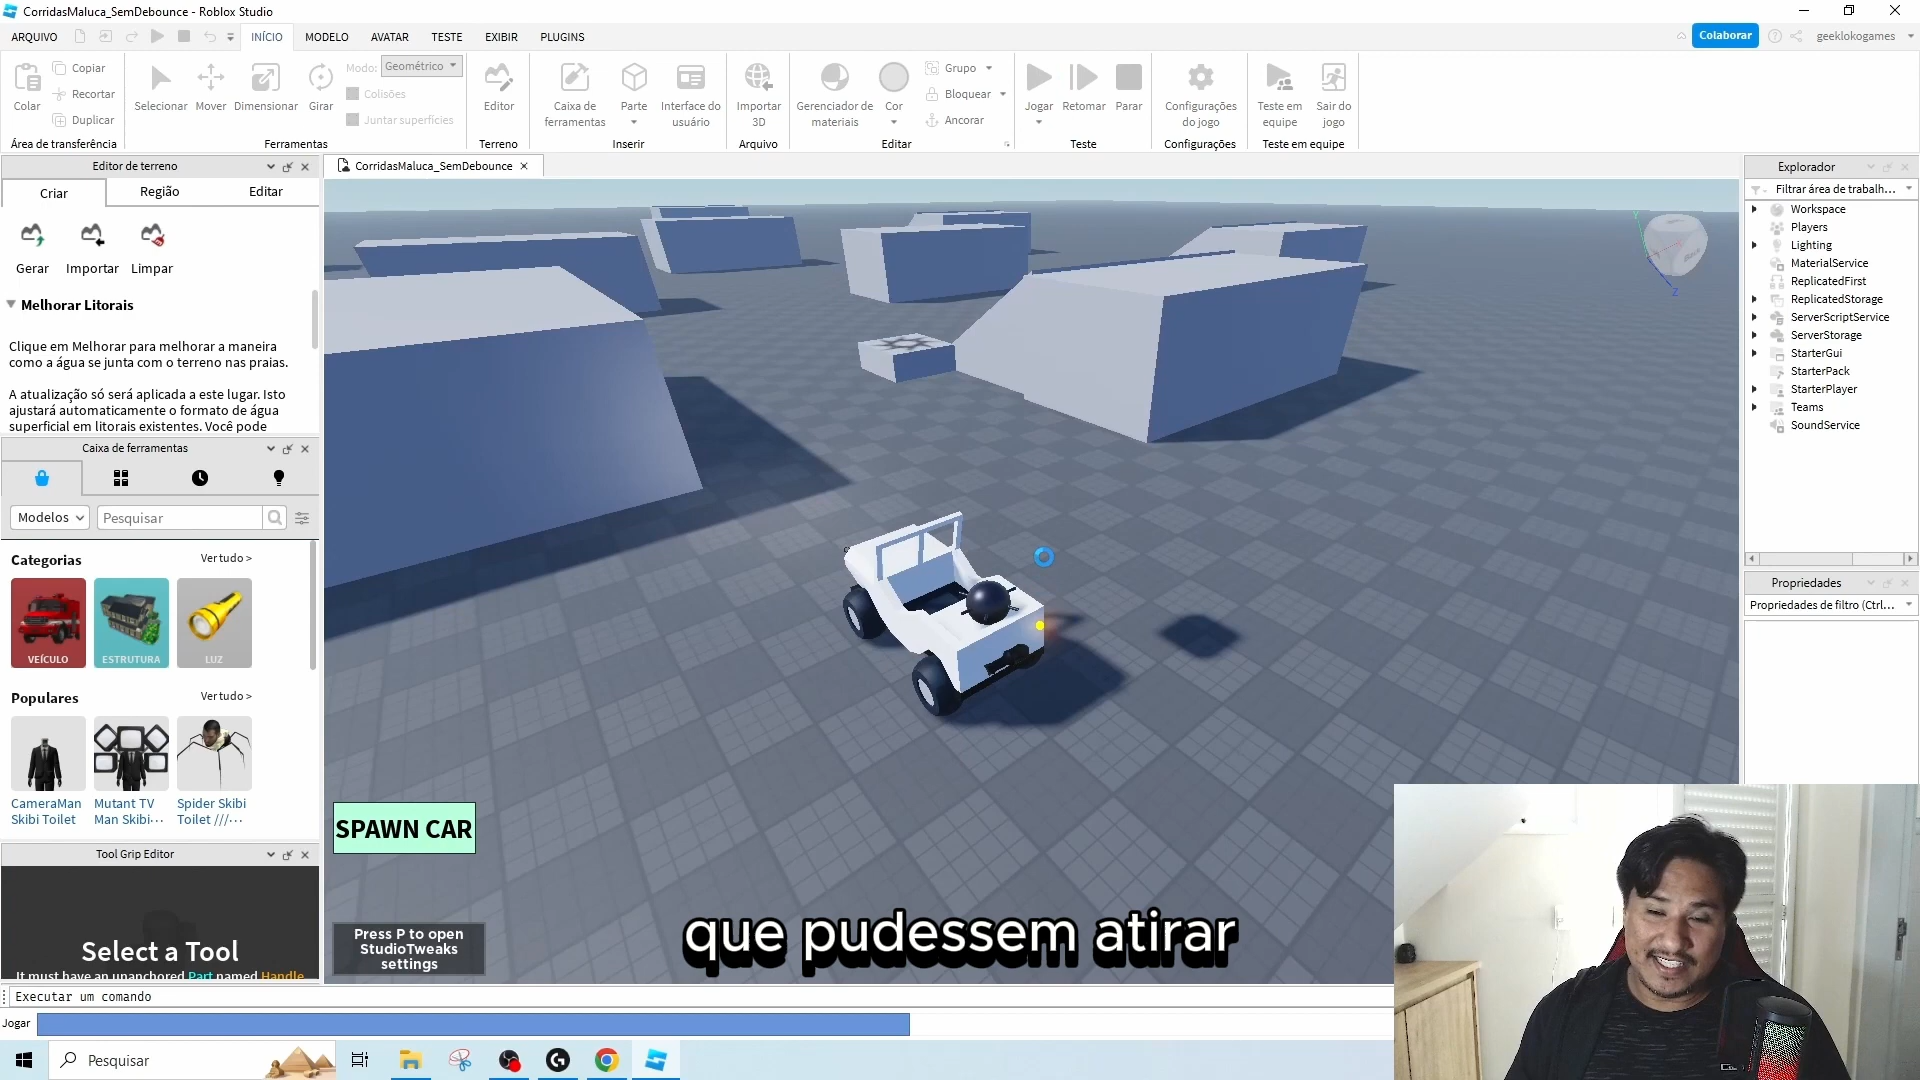 CorridasMaluca_SemDebounce - Roblox Studio
ARQUIVO
INÍCIO
MODELO
AVATAR
TESTE
EXIBIR
PLUGINS
Colaborar
geeklokogames
Colar
Copiar
Recortar
Duplicar
Área de transferência
Selecionar
Mover
Dimensionar
Girar
Modo:
Geométrico
Colisões
Juntar superfícies
Ferramentas
Editor
Terreno
Caixa de
ferramentas
Parte
Interface do
usuário
Inserir
Importar
3D
Arquivo
Gerenciador de
materiais
Cor
Grupo
Bloquear
Ancorar
Editar
Jogar
Retomar
Parar
Teste
Configurações
do jogo
Configurações
Teste em
equipe
Sair do
jogo
Teste em equipe
Editor de terreno
Criar
Região
Editar
Gerar
Importar
Limpar
Melhorar Litorais
Clique em Melhorar para melhorar a maneira
como a água se junta com o terreno nas praias.
A atualização só será aplicada a este lugar. Isto
ajustará automaticamente o formato de água
superficial em litorais existentes. Você pode
Caixa de ferramentas
Modelos
Pesquisar
Categorias
Ver tudo >
VEÍCULO
ESTRUTURA
LUZ
Populares
Ver tudo >
CameraMan
Skibi Toilet
Mutant TV
Man Skibi···
Spider Skibi
Toilet ///···
Tool Grip Editor
Select a Tool
It must have an unanchored Part named Handle
CorridasMaluca_SemDebounce
Y
Z
SPAWN CAR
Press P to open
StudioTweaks
settings
que pudessem atirar
Explorador
Filtrar área de trabalh...
Workspace
Players
Lighting
MaterialService
ReplicatedFirst
ReplicatedStorage
ServerScriptService
ServerStorage
StarterGui
StarterPack
StarterPlayer
Teams
SoundService
Propriedades
Propriedades de filtro (Ctrl...
Executar um comando
Jogar
Pesquisar